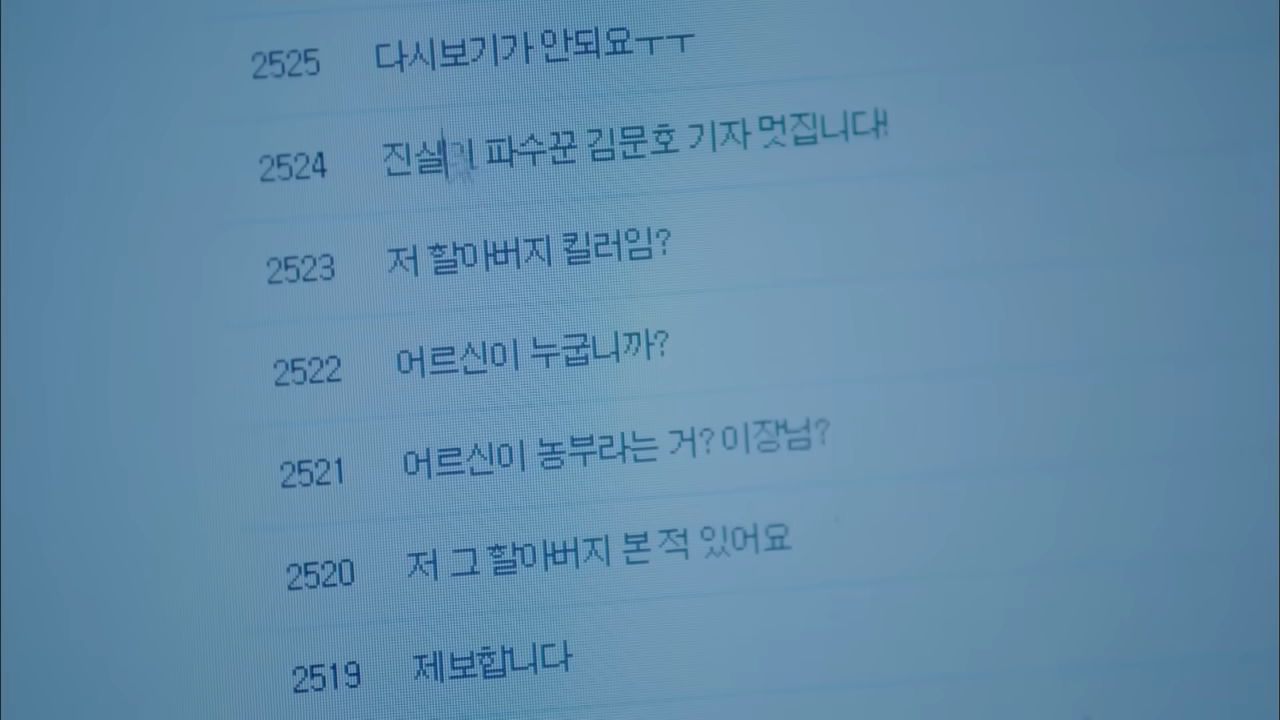 2525 다시보기가 안되요ㅜㅜ
2524 파수꾼 김문호 기자 멋집니다!
2523 저 할아버지 킬러임?
2522 어르신이 누굽니까?
2521 어르신이 농부라는 거? 이장님?
2520 저 그 할아버지 본 적 있어요
2519 제보합니다